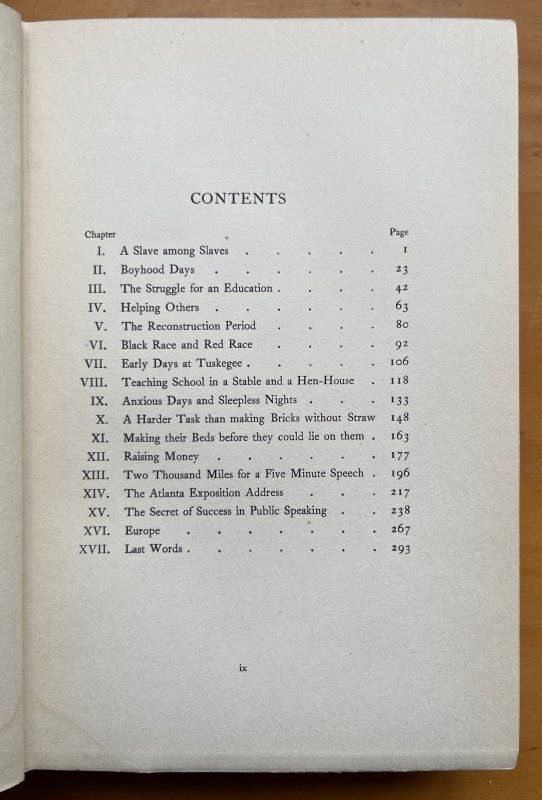 CONTENTS
Chapter Page
I. A Slave among Slaves . . . . . 1
II. Boyhood Days . . . . . . 23
III. The Struggle for an Education . . . . 42
IV. Helping Others . . . . . . 63
V. The Reconstruction Period . . . . 80
VI. Black Race and Red Race . . . . 92
VII. Early Days at Tuskegee . . . . . 106
VIII. Teaching School in a Stable and a Hen-House . 118
IX. Anxious Days and Sleepless Nights . . . 133
X. A Harder Task than making Bricks without Straw 148
XI. Making their Beds before they could lie on them . 163
XII. Raising Money . . . . . . 177
XIII. Two Thousand Miles for a Five Minute Speech . 196
XIV. The Atlanta Exposition Address . . . 217
XV. The Secret of Success in Public Speaking . . 238
XVI. Europe . . . . . . 267
XVII. Last Words . . . . . . . 293
ix